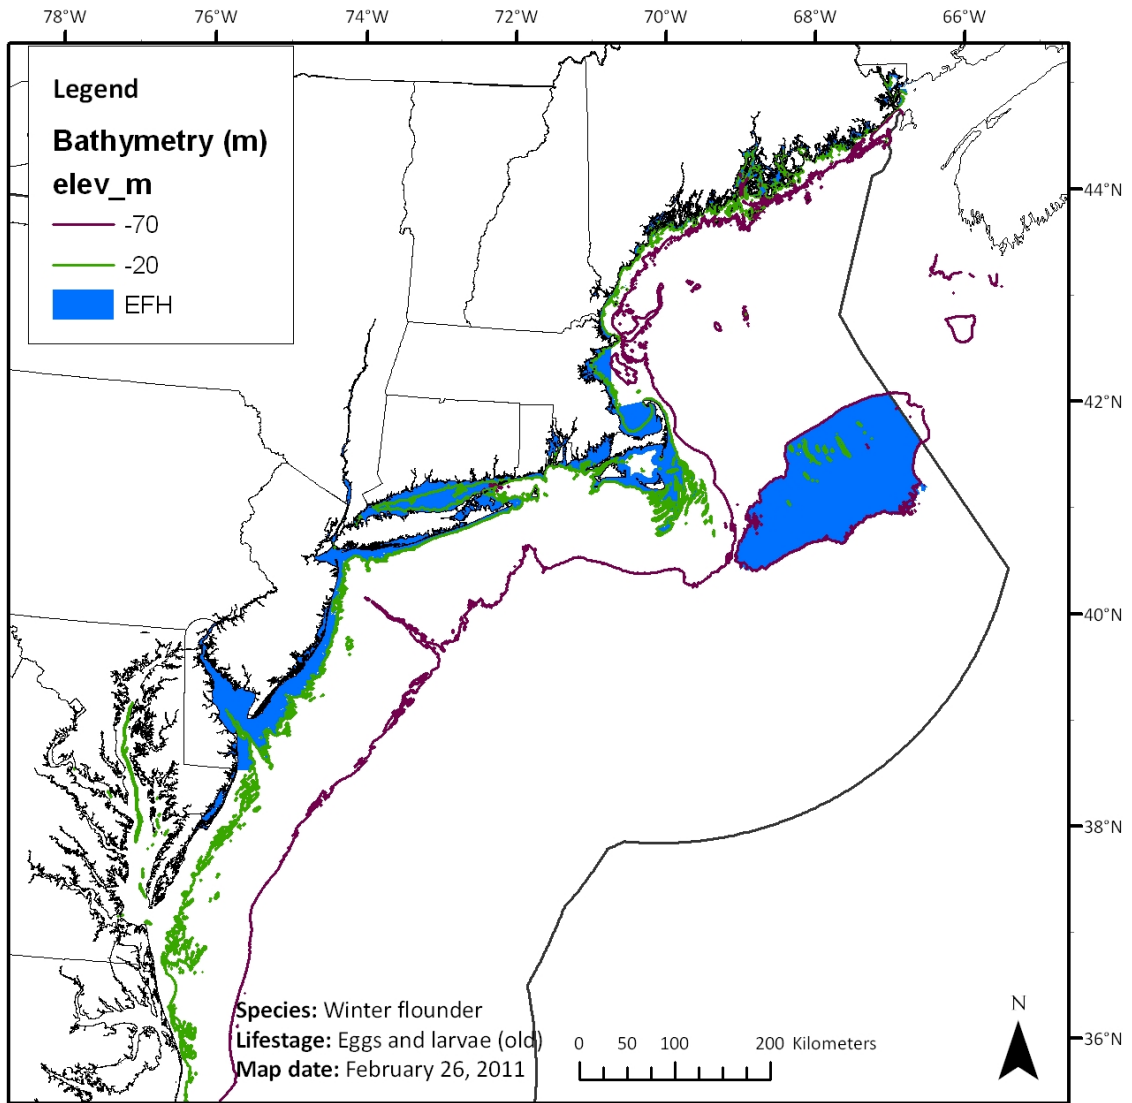 78°W 76°W 74°W 72°W 70°W 68°W 66°W
Legend
Bathymetry (m)
elev_m
-70
-20
EFH
44°N
42°N
40°N
38°N
36°N
Species: Winter flounder
Lifestage: Eggs and larvae (old)
Map date: February 26, 2011
0 50 100 200 Kilometers
N